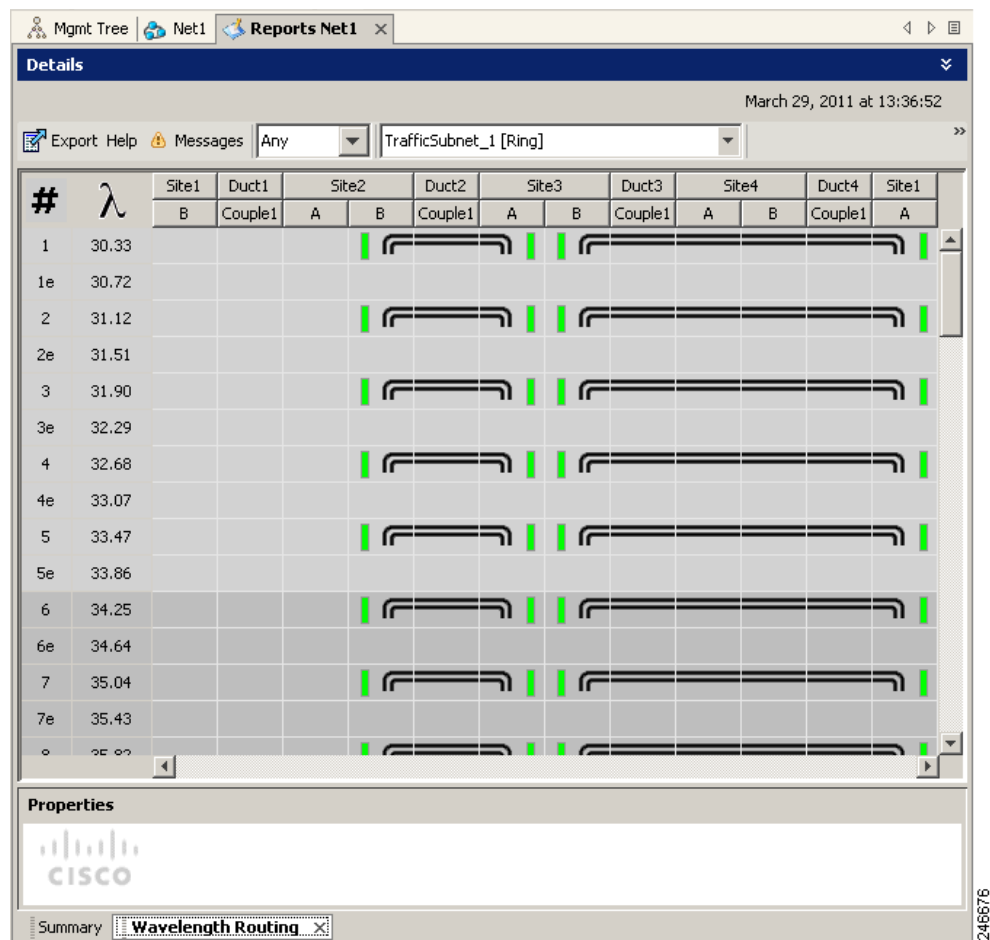 Mgmt Tree Net1 Reports Net1
Details
March 29, 2011 at 13:36:52
Export Help Messages Any TrafficSubnet_1 [Ring]
# λ Site1 Duct1 Site2 Duct2 Site3 Duct3 Site4 Duct4 Site1
B Couple1 A B Couple1 A B Couple1 A B Couple1 A
1 30.33
1e 30.72
2 31.12
2e 31.51
3 31.90
3e 32.29
4 32.68
4e 33.07
5 33.47
5e 33.86
6 34.25
6e 34.64
7 35.04
7e 35.43
8 35.82
Properties
CISCO
Summary Wavelength Routing
246676